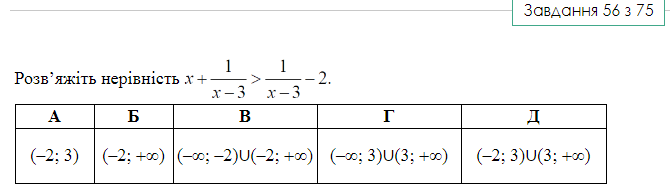 Завдання 56 з 75
Розв’яжіть нерівність x + 1/(x − 3) > 1/(x − 3) − 2.
А Б В Г Д
(–2; 3) (–2; +∞) (–∞; –2)∪(–2; +∞) (–∞; 3)∪(3; +∞) (–2; 3)∪(3; +∞)